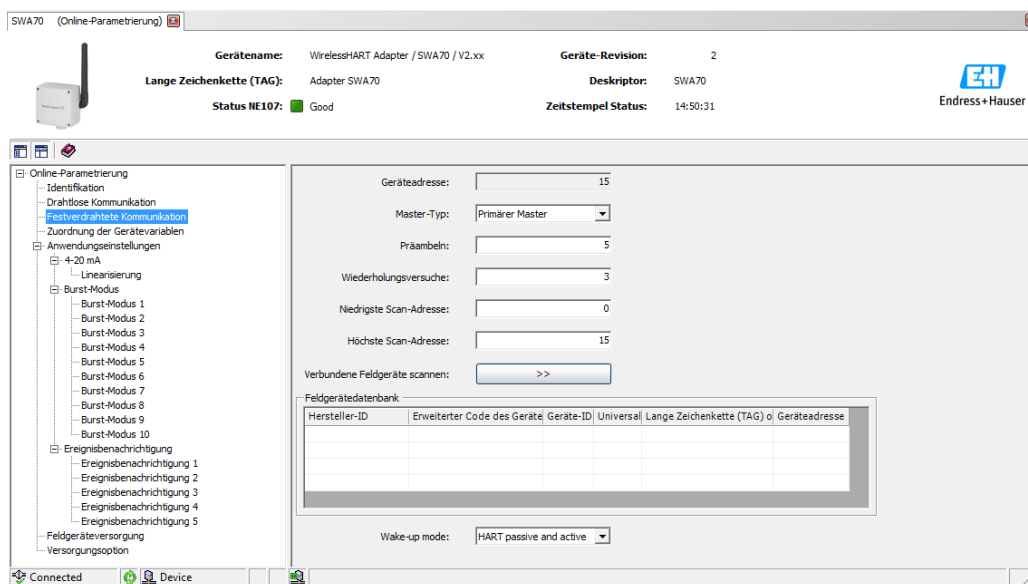 SWA70 (Online-Parametrierung)
Gerätename: WirelessHART Adapter / SWA70 / V2.xx Geräte-Revision: 2
Lange Zeichenkette (TAG): Adapter SWA70 Deskriptor: SWA70
Status NE107: Good Zeitstempel Status: 14:50:31
EH
Endress+Hauser
Online-Parametrierung
Identifikation
Drahtlose Kommunikation
Festverdrahtete Kommunikation
Zuordnung der Gerätevariablen
Anwendungseinstellungen
4-20 mA
Linearisierung
Burst-Modus
Burst-Modus 1
Burst-Modus 2
Burst-Modus 3
Burst-Modus 4
Burst-Modus 5
Burst-Modus 6
Burst-Modus 7
Burst-Modus 8
Burst-Modus 9
Burst-Modus 10
Ereignisbenachrichtigung
Ereignisbenachrichtigung 1
Ereignisbenachrichtigung 2
Ereignisbenachrichtigung 3
Ereignisbenachrichtigung 4
Ereignisbenachrichtigung 5
Feldgeräteversorgung
Versorgungsoption
Geräteadresse: 15
Master-Typ: Primärer Master
Präambeln: 5
Wiederholungsversuche: 3
Niedrigste Scan-Adresse: 0
Höchste Scan-Adresse: 15
Verbundene Feldgeräte scannen: >>
Feldgerätedatenbank
Hersteller-ID Erweiterter Code des Geräte Geräte-ID Universal Lange Zeichenkette (TAG) o Geräteadresse
Wake-up mode: HART passive and active
Connected Device